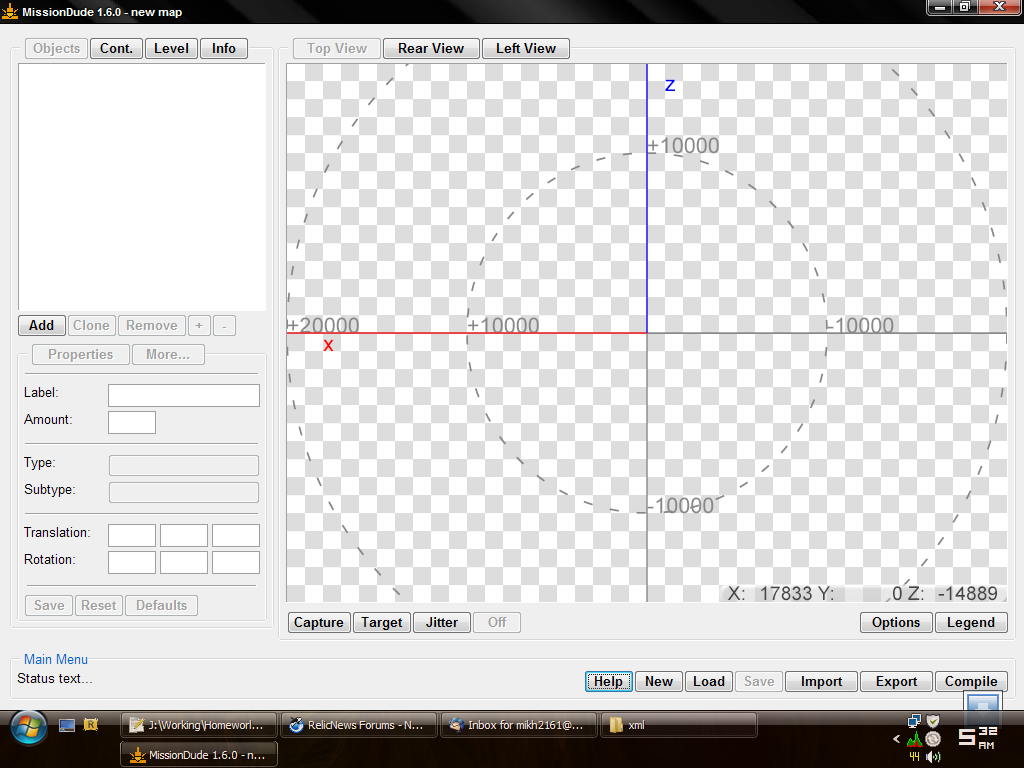 MissionDude 1.6.0 - new map
Objects Cont. Level Info
Top View Rear View Left View
Z
+10000
+20000 +10000 -10000
X
Add Clone Remove + -
Properties More...
Label:
Amount:
Type:
Subtype:
-10000
Translation:
Rotation:
X: 17833 Y: 0 Z: -14889
Save Reset Defaults
Capture Target Jitter Off Options Legend
Main Menu
Status text...
Help New Load Save Import Export Compile
J:\Working\Homeworl... RelicNews Forums - N... Inbox for mikh2161@... xml
MissionDude 1.6.0 - n...
< 44 5 32 AM